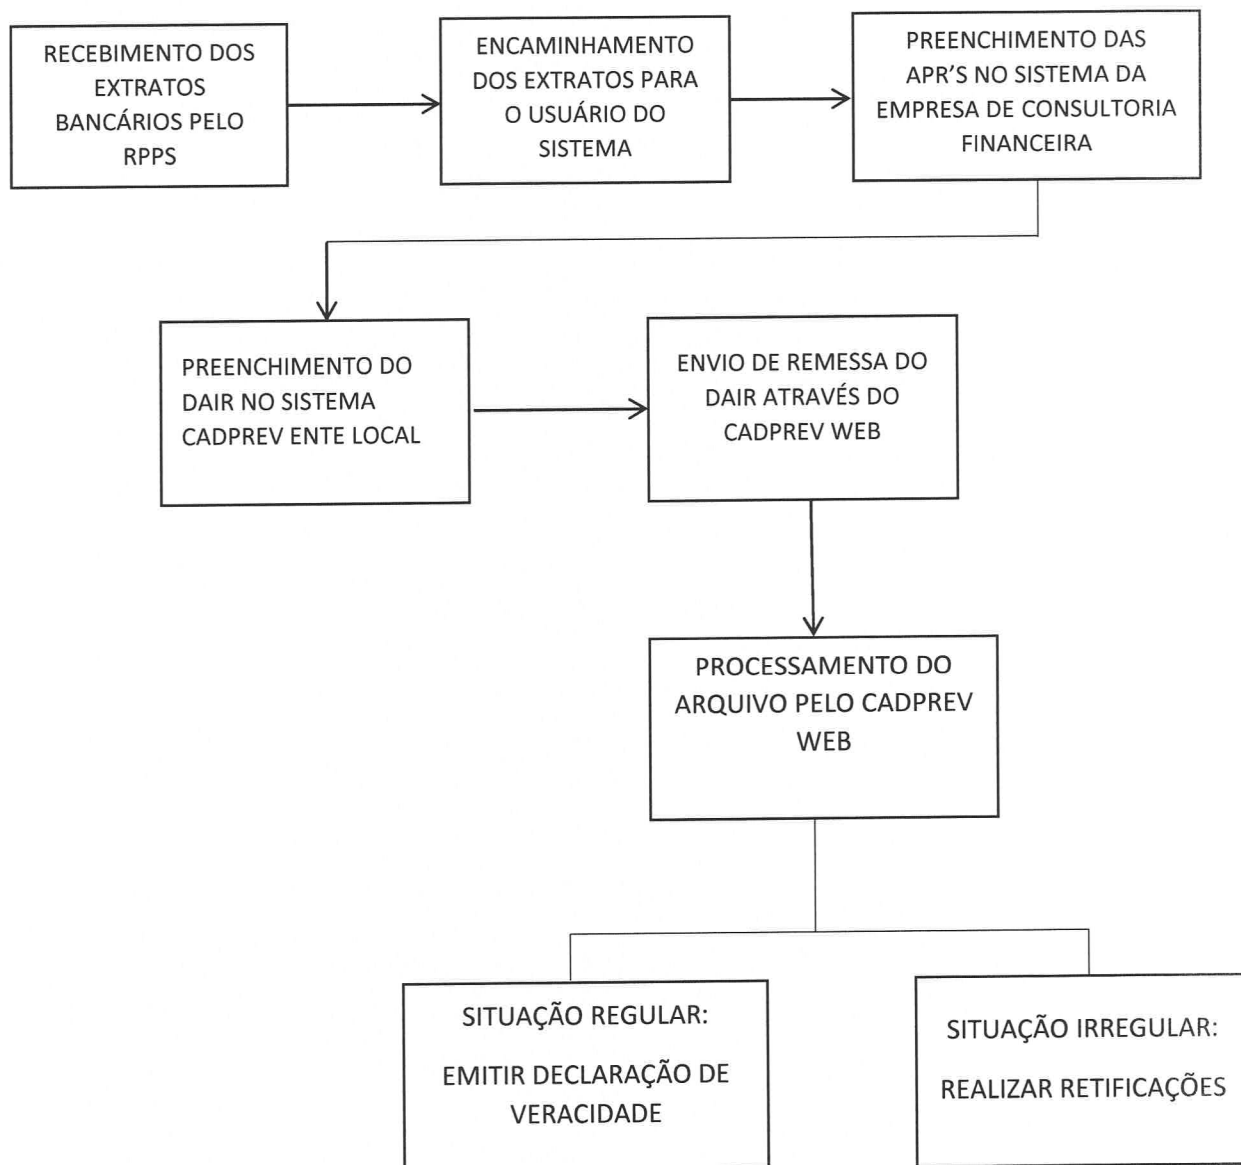 RECEBIMENTO DOS
EXTRATOS
BANCÁRIOS PELO
RPPS
ENCAMINHAMENTO
DOS EXTRATOS PARA
O USUÁRIO DO
SISTEMA
PREENCHIMENTO DAS
APR'S NO SISTEMA DA
EMPRESA DE CONSULTORIA
FINANCEIRA
PREENCHIMENTO DO
DAIR NO SISTEMA
CADPREV ENTE LOCAL
ENVIO DE REMESSA DO
DAIR ATRAVÉS DO
CADPREV WEB
PROCESSAMENTO DO
ARQUIVO PELO CADPREV
WEB
SITUAÇÃO REGULAR:
EMITIR DECLARAÇÃO DE
VERACIDADE
SITUAÇÃO IRREGULAR:
REALIZAR RETIFICAÇÕES